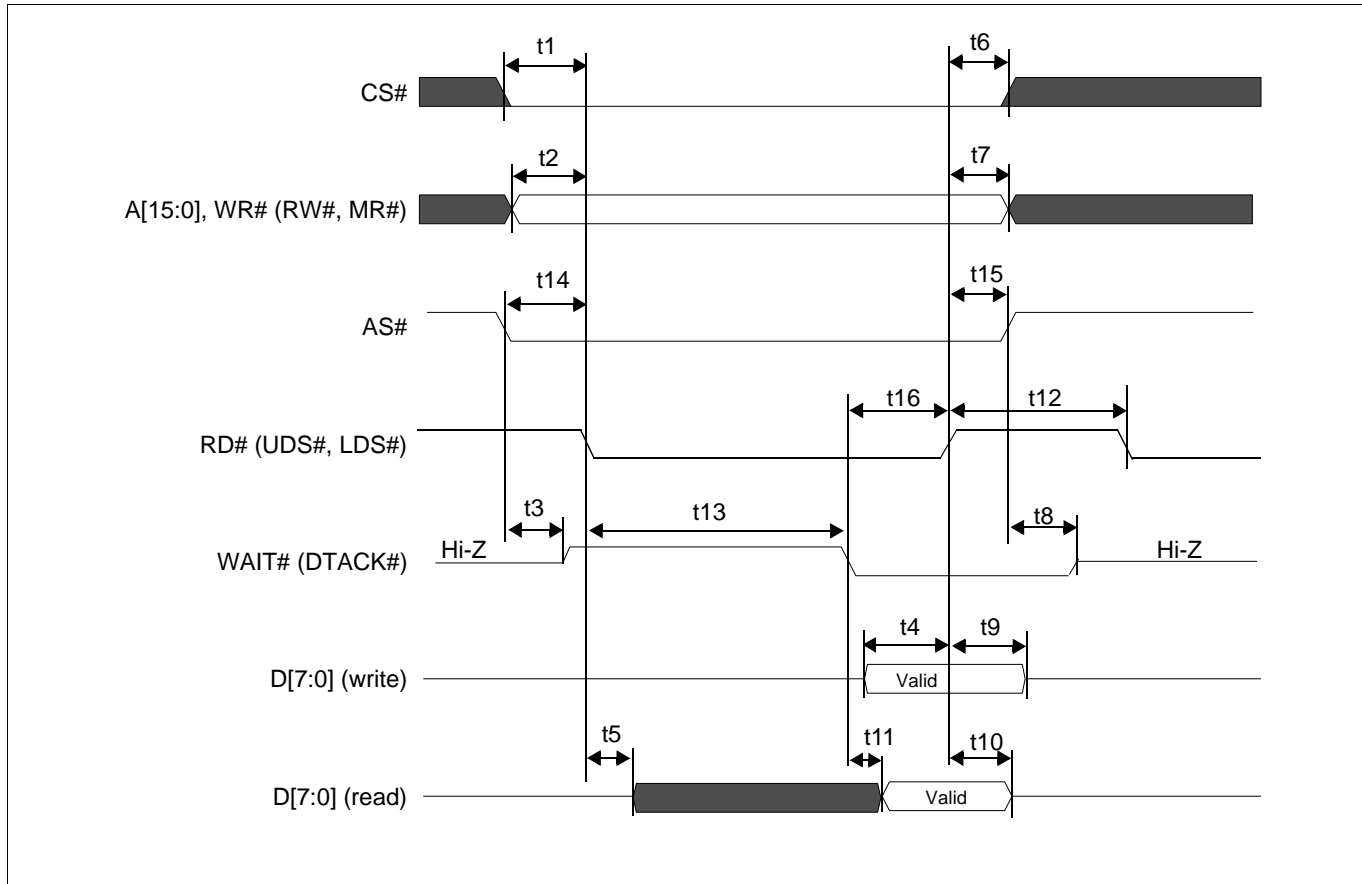 t1
t6
CS#
t2
t7
A[15:0], WR# (RW#, MR#)
t14
t15
AS#
t16
t12
RD# (UDS#, LDS#)
t3
t13
t8
WAIT# (DTACK#)
Hi-Z
Hi-Z
t4
t9
D[7:0] (write)
Valid
t5
t11
t10
D[7:0] (read)
Valid